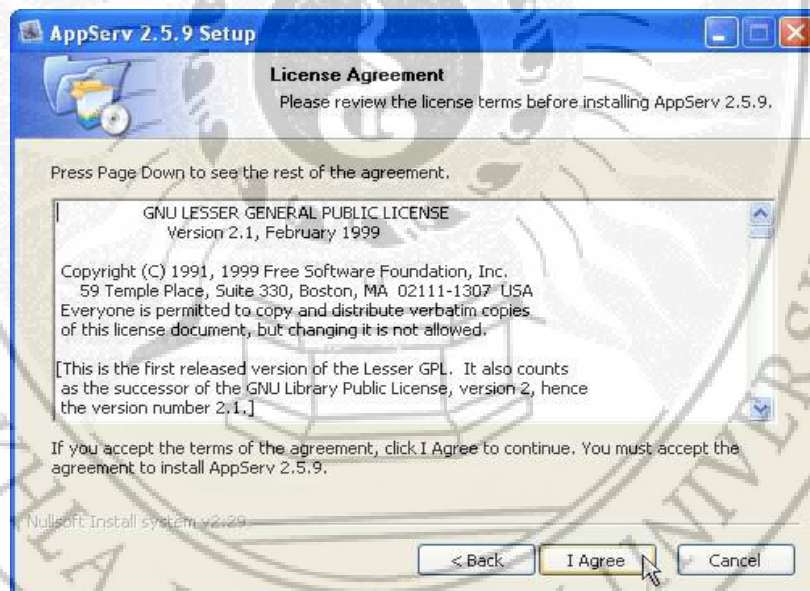 AppServ 2.5.9 Setup
License Agreement
Please review the license terms before installing AppServ 2.5.9.
Press Page Down to see the rest of the agreement.
GNU LESSER GENERAL PUBLIC LICENSE
Version 2.1, February 1999
Copyright (C) 1991, 1999 Free Software Foundation, Inc.
59 Temple Place, Suite 330, Boston, MA 02111-1307 USA
Everyone is permitted to copy and distribute verbatim copies
of this license document, but changing it is not allowed.
[This is the first released version of the Lesser GPL. It also counts
as the successor of the GNU Library Public License, version 2, hence
the version number 2.1.]
If you accept the terms of the agreement, click I Agree to continue. You must accept the
agreement to install AppServ 2.5.9.
Nullsoft Install system v2.29
< Back I Agree Cancel